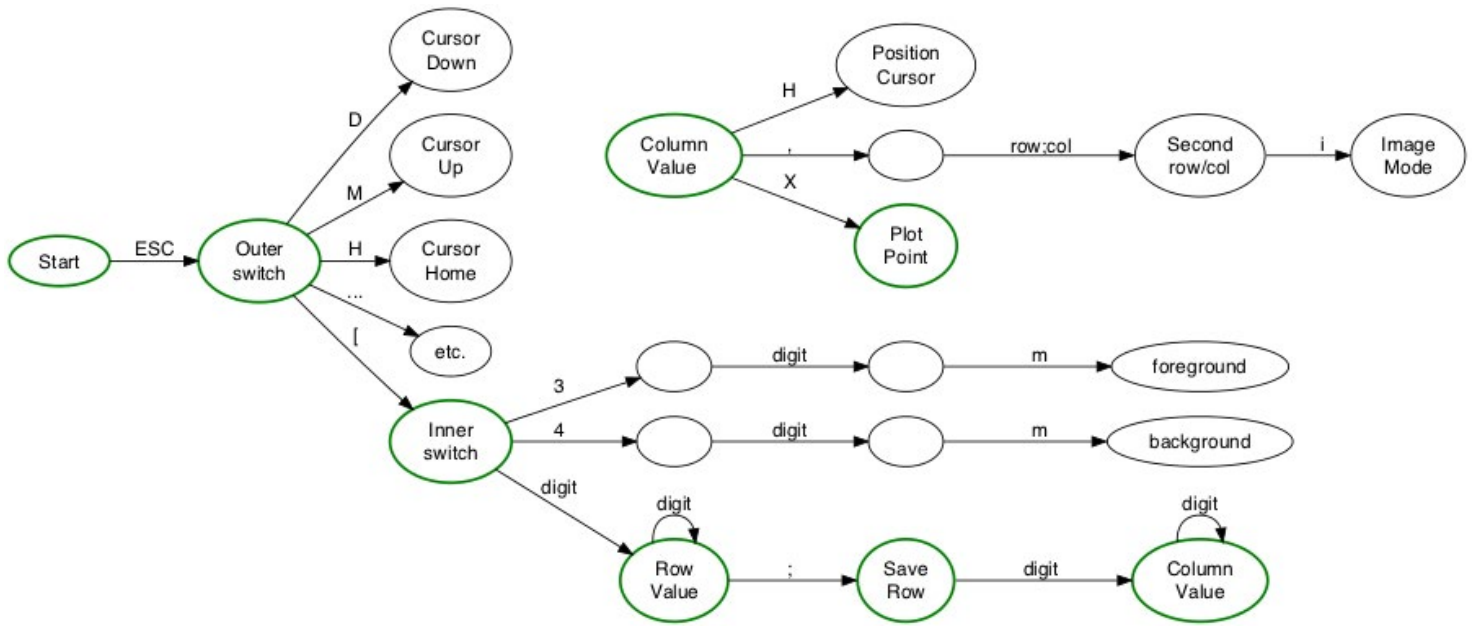 Cursor
Down
Position
Cursor
D
H
Cursor
Up
Column
Value
,
row;col
Second
row/col
i
Image
Mode
M
X
Start
ESC
Outer
switch
H
Cursor
Home
Plot
Point
...
[
etc.
3
digit
m
foreground
Inner
switch
4
digit
m
background
digit
digit
digit
Row
Value
;
Save
Row
digit
Column
Value